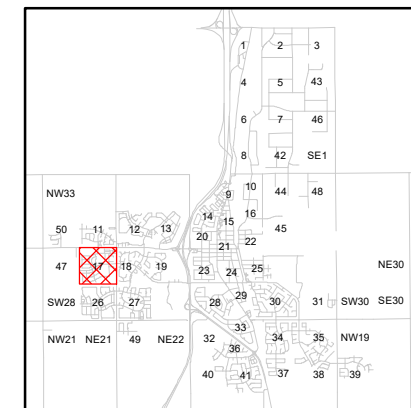 1 2 3
4 5 43
6 7 46
8 42 SE1
NW33 9 10 44 48
50 11 12 13 14 15 16 45
20 21 22
47 17 18 19 23 24 25 NE30
SW28 26 27 28 29 30 31 SW30 SE30
33
NW21 NE21 49 NE22 32 34 35 NW19
36
40 41 37 38 39